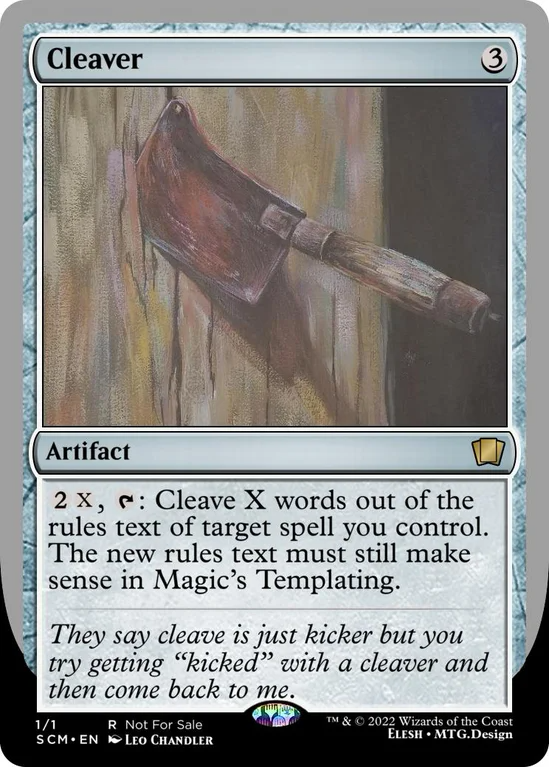 Cleaver 3
Artifact
2 X, : Cleave X words out of the
rules text of target spell you control.
The new rules text must still make
sense in Magic's Templating.
They say cleave is just kicker but you
try getting “kicked” with a cleaver and
then come back to me.
1/1 R Not For Sale ™ & © 2022 Wizards of the Coast
SCM • EN Leo Chandler Elesh • MTG.Design